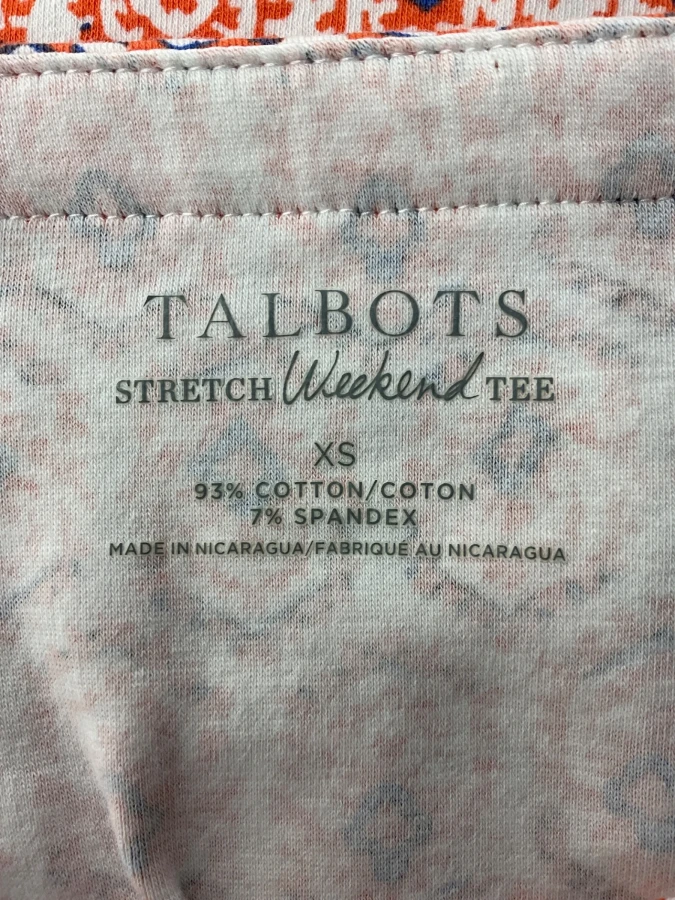 TALBOTS
STRETCH Weekend TEE
XS
93% COTTON/COTON
7% SPANDEX
MADE IN NICARAGUA/FABRIQUÉ AU NICARAGUA